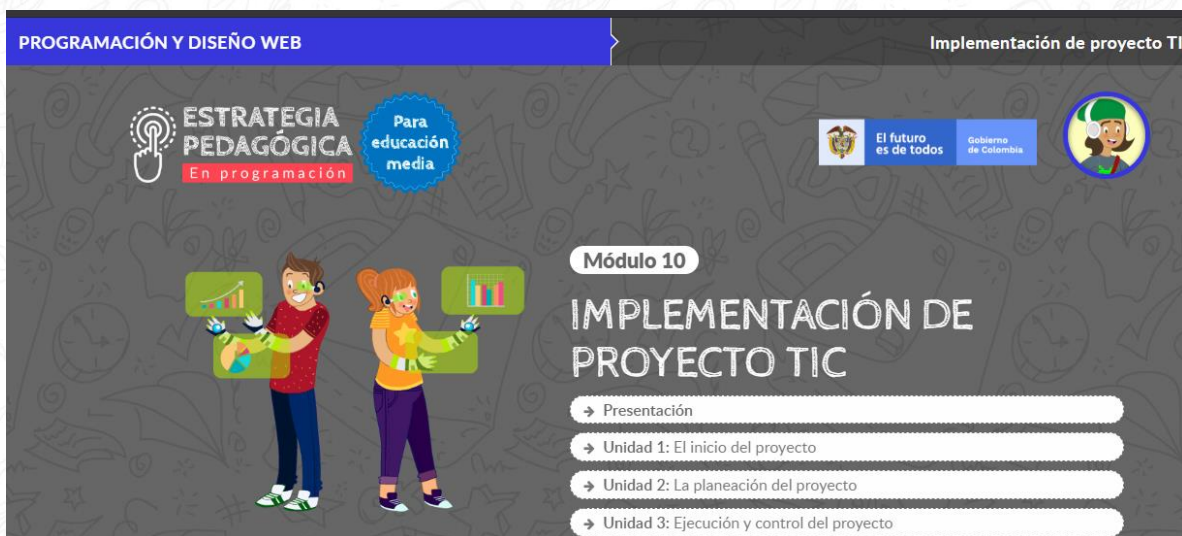 PROGRAMACIÓN Y DISEÑO WEB
Implementación de proyecto TI
ESTRATEGIA
PEDAGÓGICA
En programación
Para
educación
media
El futuro
es de todos
Gobierno
de Colombia
Módulo 10
IMPLEMENTACIÓN DE
PROYECTO TIC
→ Presentación
→ Unidad 1: El inicio del proyecto
→ Unidad 2: La planeación del proyecto
→ Unidad 3: Ejecución y control del proyecto